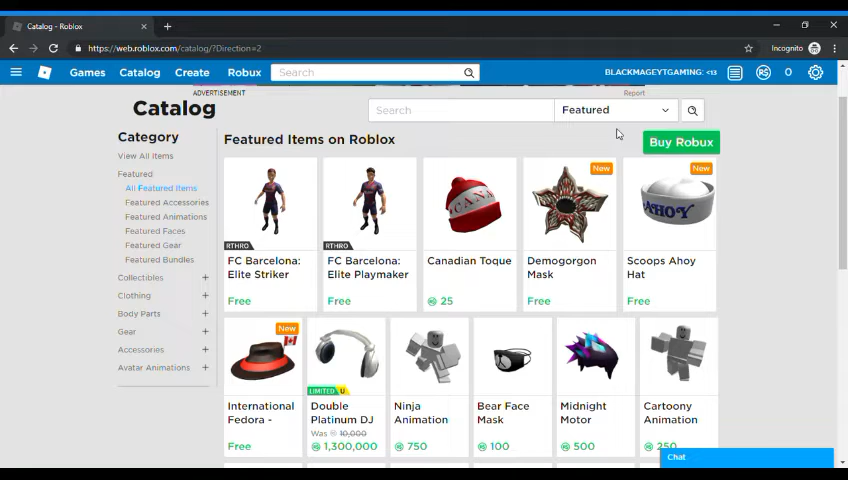 Catalog - Roblox
https://web.roblox.com/catalog/?Direction=2
Incognito
Games Catalog Create Robux Search BLACKMAGEYTGAMING: <13 0
ADVERTISEMENT Report
Catalog
Search Featured
Category
View All Items
Featured
All Featured Items
Featured Accessories
Featured Animations
Featured Faces
Featured Gear
Featured Bundles
Collectibles +
Clothing +
Body Parts +
Gear +
Accessories +
Avatar Animations +
Featured Items on Roblox
Buy Robux
RTHRO
FC Barcelona:
Elite Striker
Free
RTHRO
FC Barcelona:
Elite Playmaker
Free
CANA
Canadian Toque
25
New
Demogorgon
Mask
Free
New
AHOY
Scoops Ahoy
Hat
Free
New
International
Fedora -
Free
LIMITED U
Double
Platinum DJ
Was 10,000
1,300,000
Ninja
Animation
750
Bear Face
Mask
100
Midnight
Motor
500
Cartoony
Animation
250
Chat